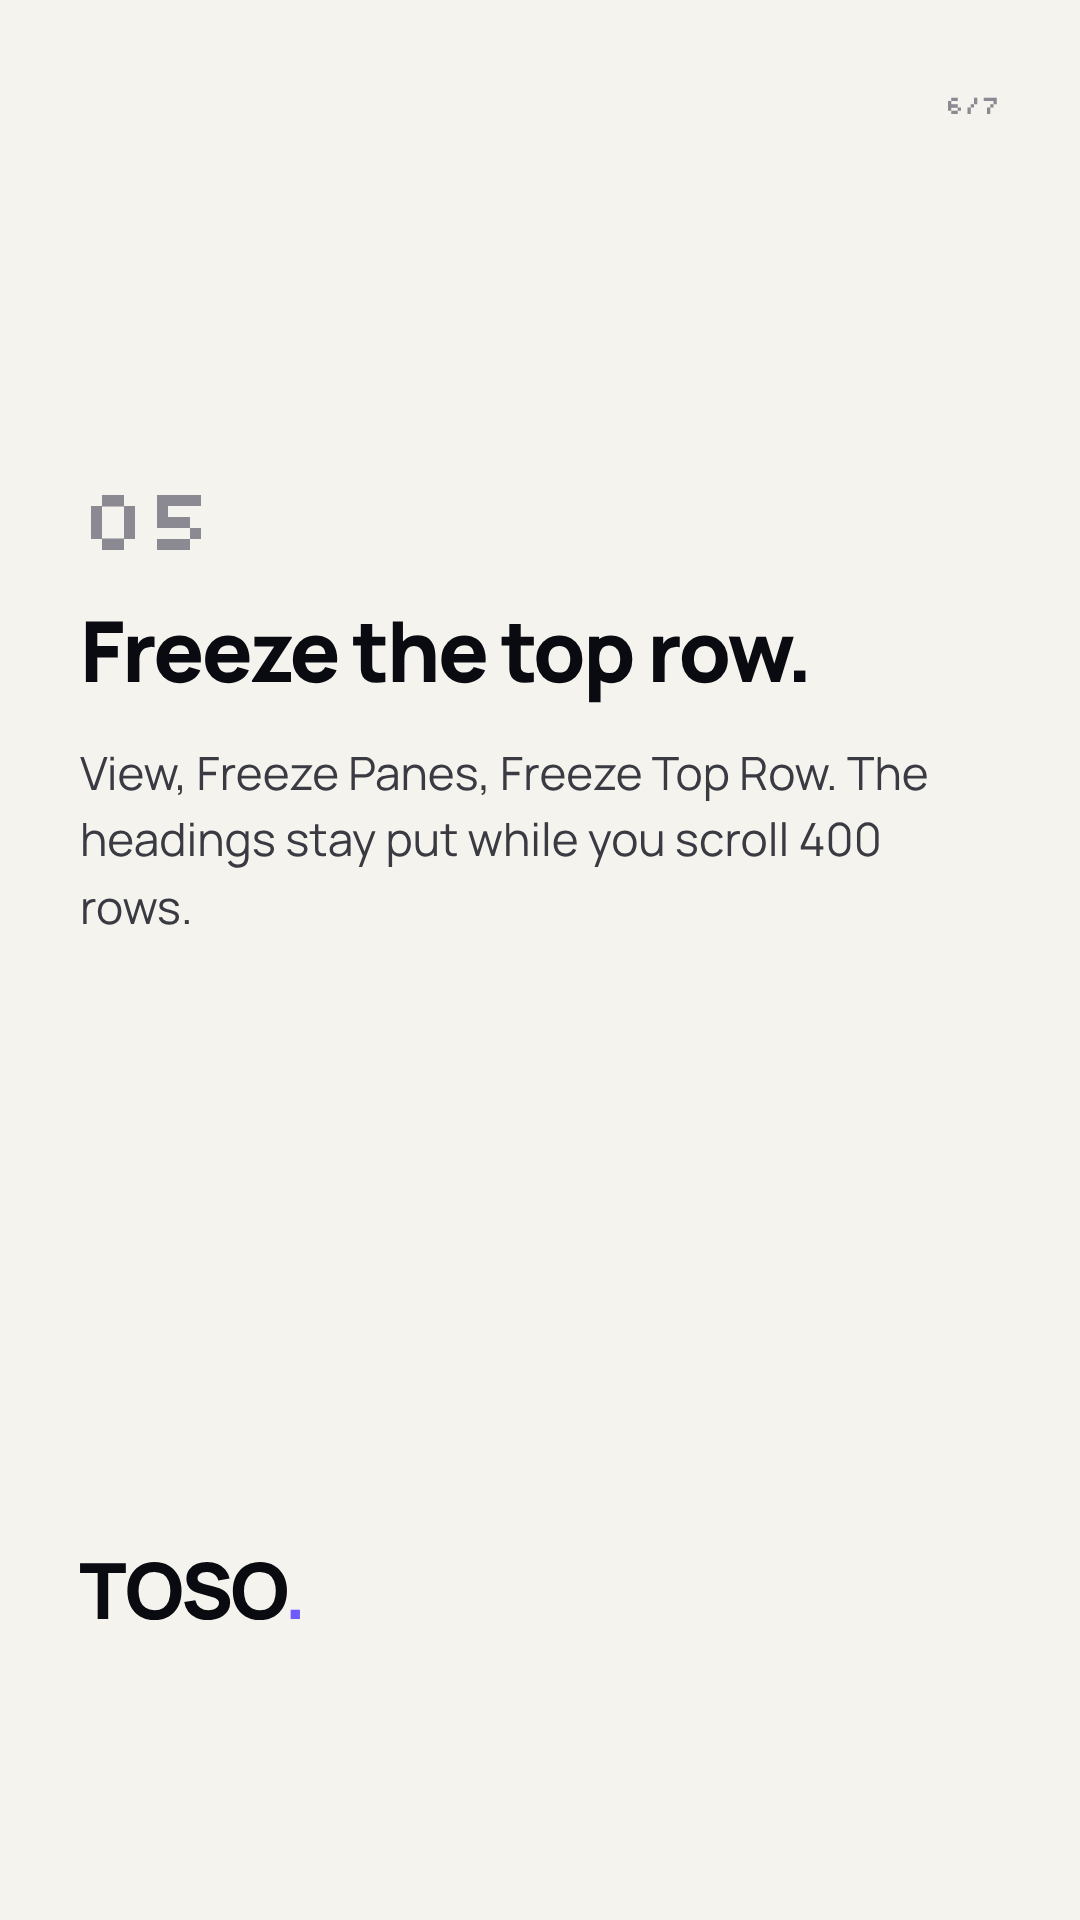 6/7
05
Freeze the top row.
View, Freeze Panes, Freeze Top Row. The
headings stay put while you scroll 400
rows.
TOSO.